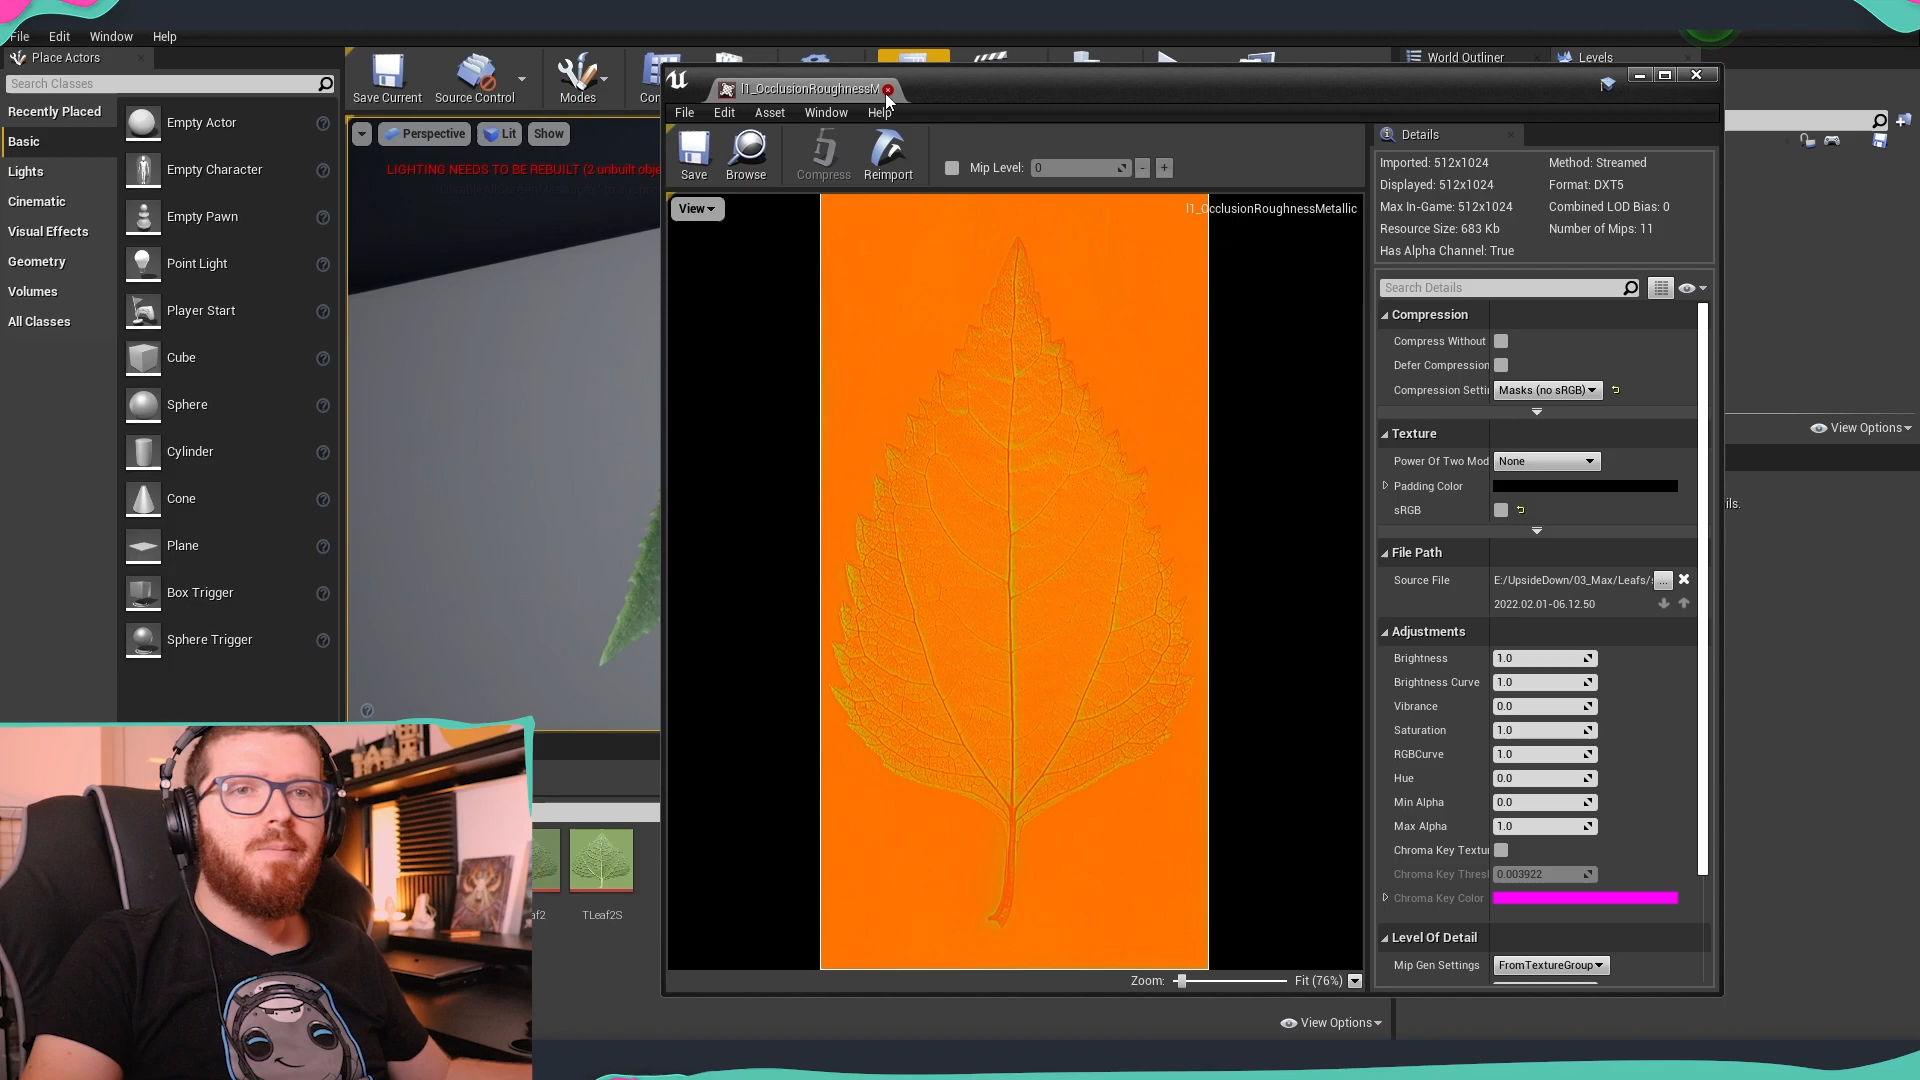 File Edit Window Help
Place Actors
Search Classes
Recently Placed
Basic
Lights
Cinematic
Visual Effects
Geometry
Volumes
All Classes
Empty Actor
Empty Character
Empty Pawn
Point Light
Player Start
Cube
Sphere
Cylinder
Cone
Plane
Box Trigger
Sphere Trigger
Save Current
Source Control
Modes
Con
Perspective
Lit
Show
LIGHTING NEEDS TO BE REBUILT (2 unbuilt obje
l1_OcclusionRoughnessM
File Edit Asset Window Help
Save
Browse
Compress
Reimport
Mip Level: 0
- +
View
l1_OcclusionRoughnessMetallic
Zoom:
Fit (76%)
World Outliner
Levels
Details
Imported: 512x1024
Method: Streamed
Displayed: 512x1024
Format: DXT5
Max In-Game: 512x1024
Combined LOD Bias: 0
Resource Size: 683 Kb
Number of Mips: 11
Has Alpha Channel: True
Search Details
Compression
Compress Without
Defer Compression
Compression Setti
Masks (no sRGB)
Texture
Power Of Two Mod
None
Padding Color
sRGB
File Path
Source File
E:/UpsideDown/03_Max/Leafs/
...
2022.02.01-06.12.50
Adjustments
Brightness 1.0
Brightness Curve 1.0
Vibrance 0.0
Saturation 1.0
RGBCurve 1.0
Hue 0.0
Min Alpha 0.0
Max Alpha 1.0
Chroma Key Textu
Chroma Key Thres 0.003922
Chroma Key Color
Level Of Detail
Mip Gen Settings
FromTextureGroup
View Options
ils.
af2
TLeaf2S
View Options